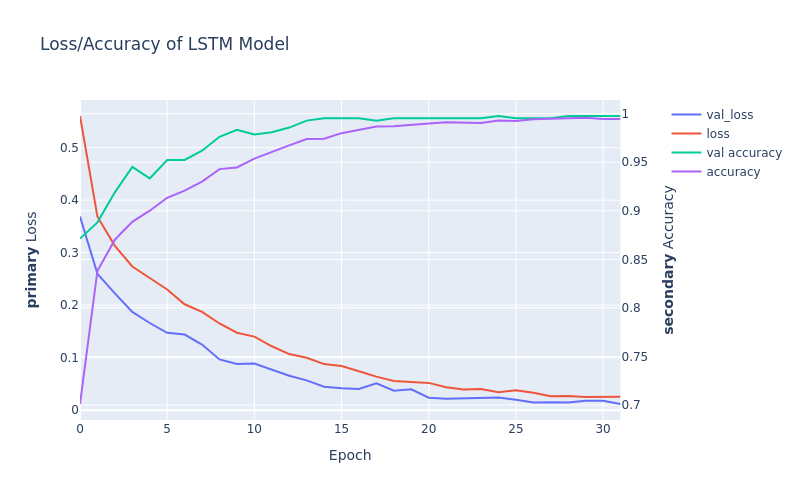 Loss/Accuracy of LSTM Model
val_loss
loss
val accuracy
accuracy
0.5
0.4
0.3
0.2
0.1
0
1
0.95
0.9
0.85
0.8
0.75
0.7
primary Loss
secondary Accuracy
0 5 10 15 20 25 30
Epoch